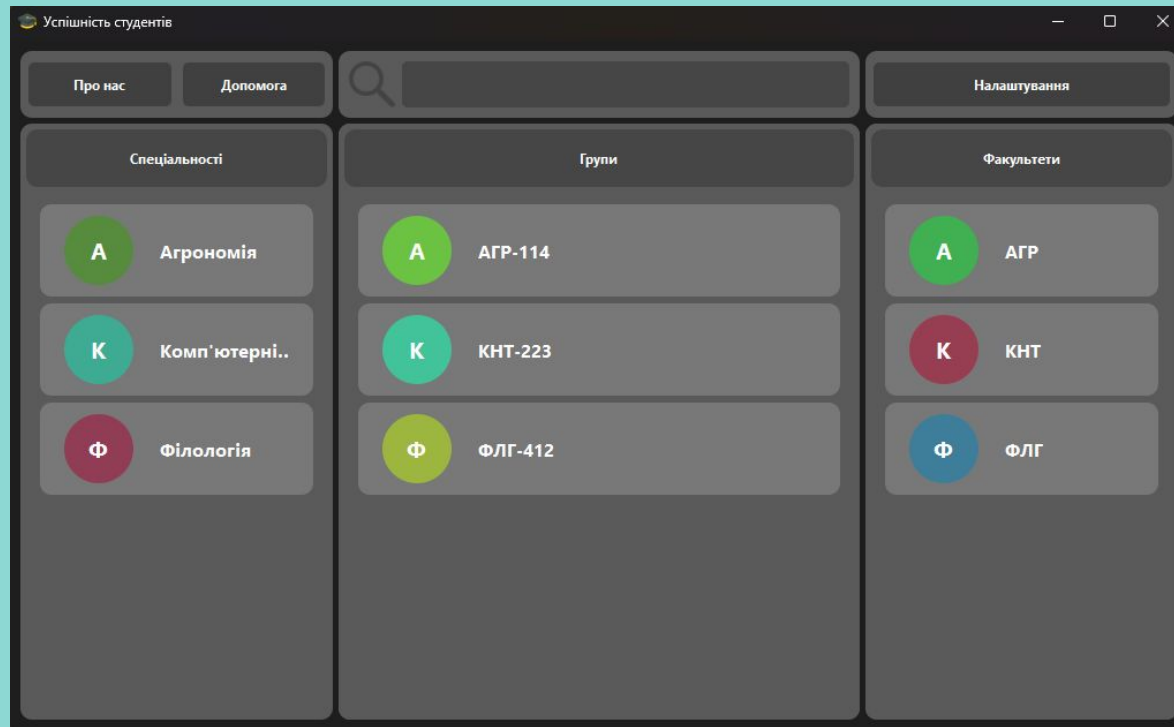 Успішність студентів
Про нас
Допомога
Налаштування
Спеціальності
Групи
Факультети
А
Агрономія
А
АГР-114
А
АГР
К
Комп'ютерні..
К
КНТ-223
К
КНТ
Ф
Філологія
Ф
ФЛГ-412
Ф
ФЛГ